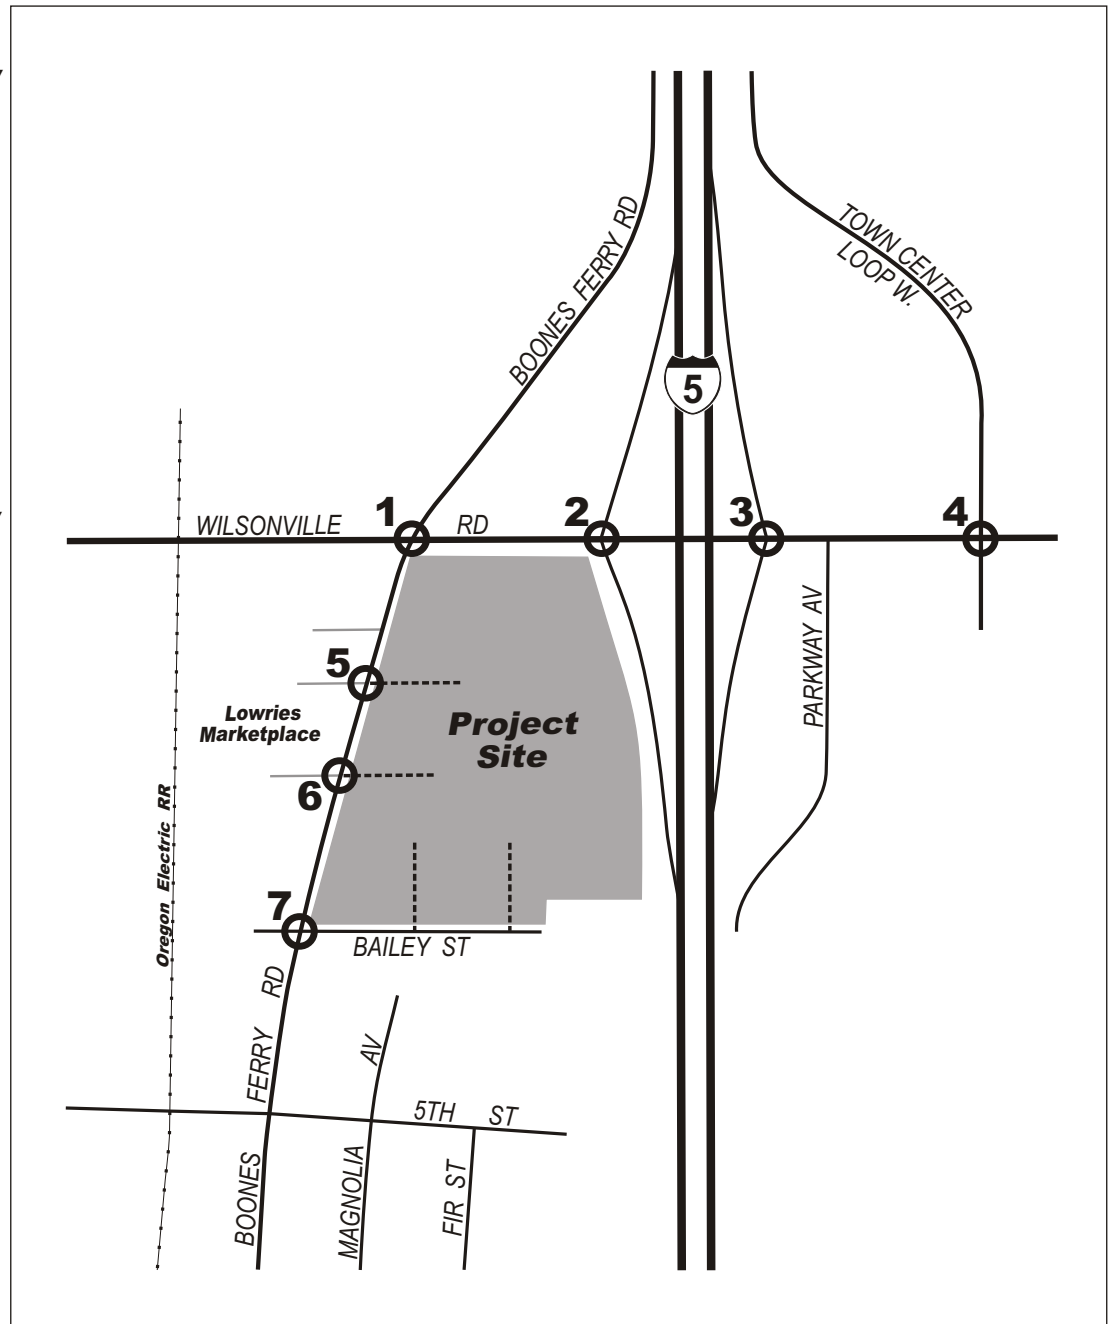 BOONES FERRY RD
TOWN CENTER
LOOP W.
5
1
2
3
4
WILSONVILLE RD
PARKWAY AV
5
Lowries
Marketplace
Project
Site
6
Oregon Electric RR
7
BAILEY ST
BOONES FERRY RD
MAGNOLIA AV
5TH ST
FIR ST